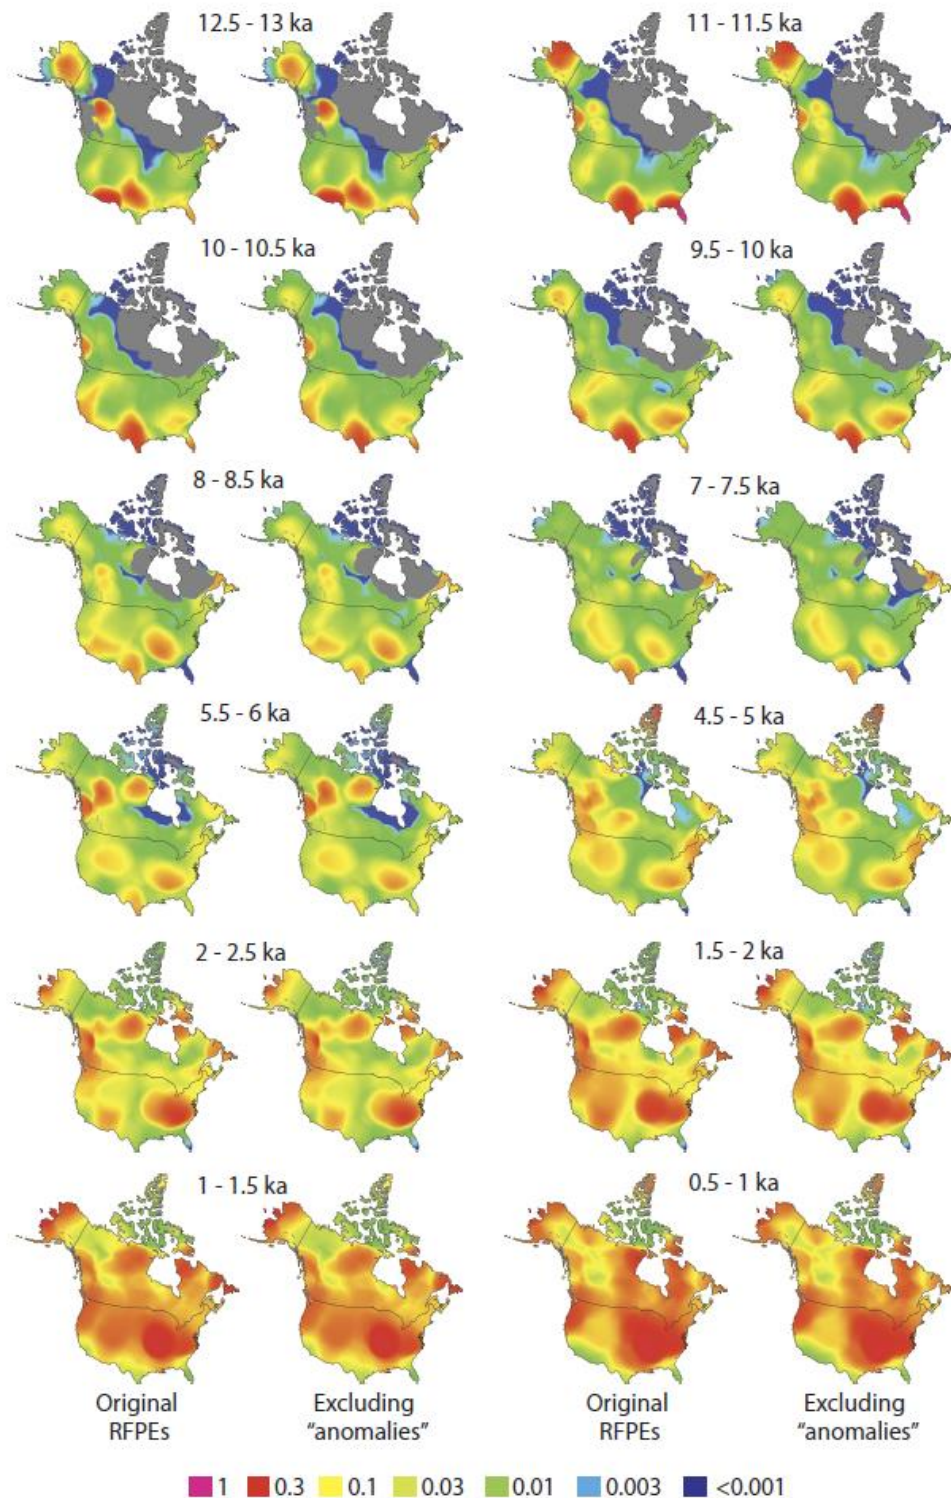 12.5 - 13 ka
11 - 11.5 ka
10 - 10.5 ka
9.5 - 10 ka
8 - 8.5 ka
7 - 7.5 ka
5.5 - 6 ka
4.5 - 5 ka
2 - 2.5 ka
1.5 - 2 ka
1 - 1.5 ka
0.5 - 1 ka
Original
RFPEs
Excluding
"anomalies"
Original
RFPEs
Excluding
"anomalies"
1 0.3 0.1 0.03 0.01 0.003 <0.001